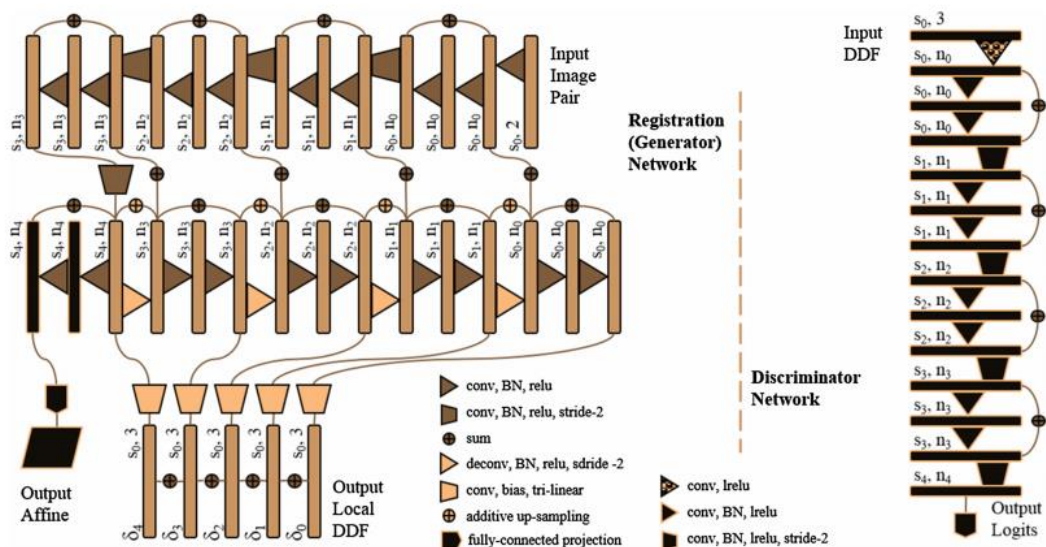 Input
Image
Pair
s3, n3
s3, n3
s3, n3
s2, n2
s2, n2
s2, n2
s1, n1
s1, n1
s1, n1
s0, n0
s0, n0
s0, n0
s0, 2
Registration
(Generator)
Network
s4, n4
s4, n4
s4, n4
s3, n3
s3, n3
s3, n3
s2, n2
s2, n2
s2, n2
s1, n1
s1, n1
s1, n1
s0, n0
s0, n0
s0, n0
Output
Affine
s0, 3
s0, 3
s0, 3
s0, 3
s0, 3
δ4
δ3
δ2
δ1
δ0
Output
Local
DDF
conv, BN, relu
conv, BN, relu, stride-2
sum
deconv, BN, relu, sdride -2
conv, bias, tri-linear
additive up-sampling
fully-connected projection
Discriminator
Network
conv, lrelu
conv, BN, lrelu
conv, BN, lrelu, stride-2
Input
DDF
s0, 3
s0, n0
s0, n0
s0, n0
s1, n1
s1, n1
s1, n1
s2, n2
s2, n2
s2, n2
s3, n3
s3, n3
s3, n3
s4, n4
Output
Logits